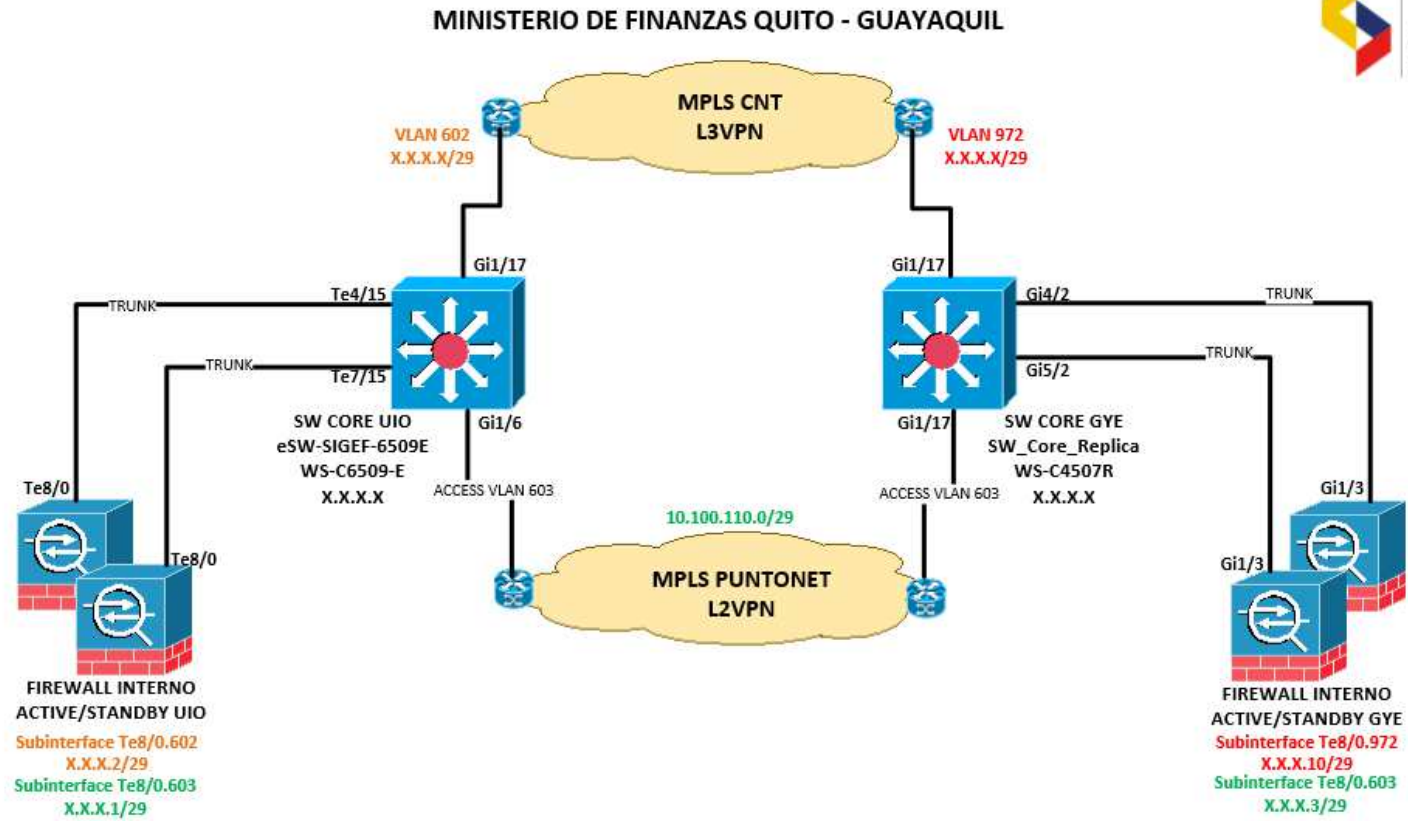 MINISTERIO DE FINANZAS QUITO - GUAYAQUIL
MPLS CNT
L3VPN
VLAN 602
X.X.X.X/29
VLAN 972
X.X.X.X/29
Gi1/17
Gi1/17
Te4/15
TRUNK
Gi4/2
TRUNK
TRUNK
Te7/15
TRUNK
Gi5/2
Gi1/6
Gi1/17
SW CORE UIO
eSW-SIGEF-6509E
WS-C6509-E
X.X.X.X
SW CORE GYE
SW_Core_Replica
WS-C4507R
X.X.X.X
ACCESS VLAN 603
ACCESS VLAN 603
Te8/0
Te8/0
Gi1/3
Gi1/3
10.100.110.0/29
MPLS PUNTONET
L2VPN
FIREWALL INTERNO
ACTIVE/STANDBY UIO
Subinterface Te8/0.602
X.X.X.2/29
Subinterface Te8/0.603
X.X.X.1/29
FIREWALL INTERNO
ACTIVE/STANDBY GYE
Subinterface Te8/0.972
X.X.X.10/29
Subinterface Te8/0.603
X.X.X.3/29